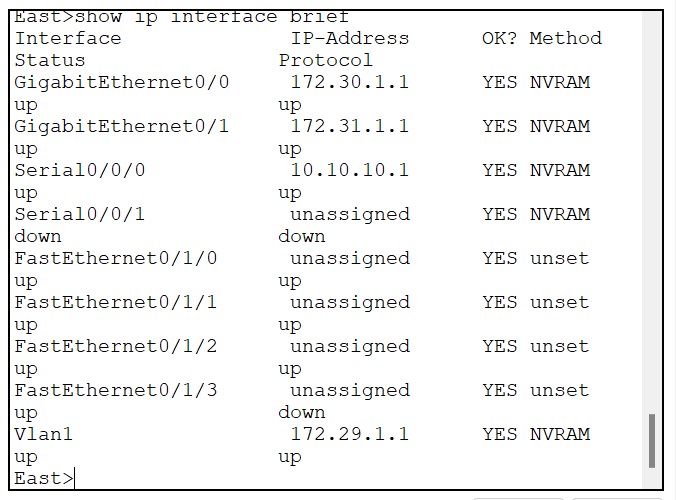 East>show ip interface brief
Interface              IP-Address      OK? Method
Status                Protocol
GigabitEthernet0/0     172.30.1.1      YES NVRAM
up                    up
GigabitEthernet0/1     172.31.1.1      YES NVRAM
up                    up
Serial0/0/0            10.10.10.1      YES NVRAM
up                    up
Serial0/0/1            unassigned      YES NVRAM
down                  down
FastEthernet0/1/0      unassigned      YES unset
up                    up
FastEthernet0/1/1      unassigned      YES unset
up                    up
FastEthernet0/1/2      unassigned      YES unset
up                    up
FastEthernet0/1/3      unassigned      YES unset
up                    down
Vlan1                  172.29.1.1      YES NVRAM
up                    up
East>